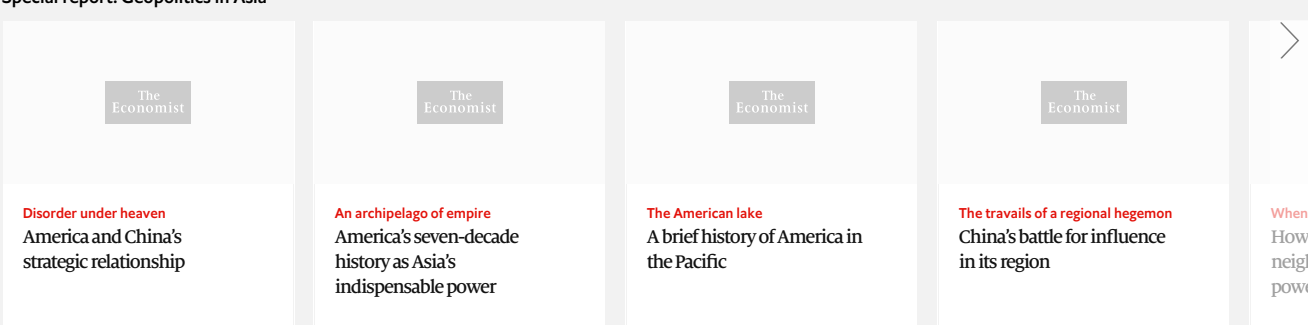 Special report: Geopolitics in Asia
The
Economist
The
Economist
The
Economist
The
Economist
Disorder under heaven
America and China's
strategic relationship
An archipelago of empire
America's seven-decade
history as Asia's
indispensable power
The American lake
A brief history of America in
the Pacific
The travails of a regional hegemon
China's battle for influence
in its region
When
How